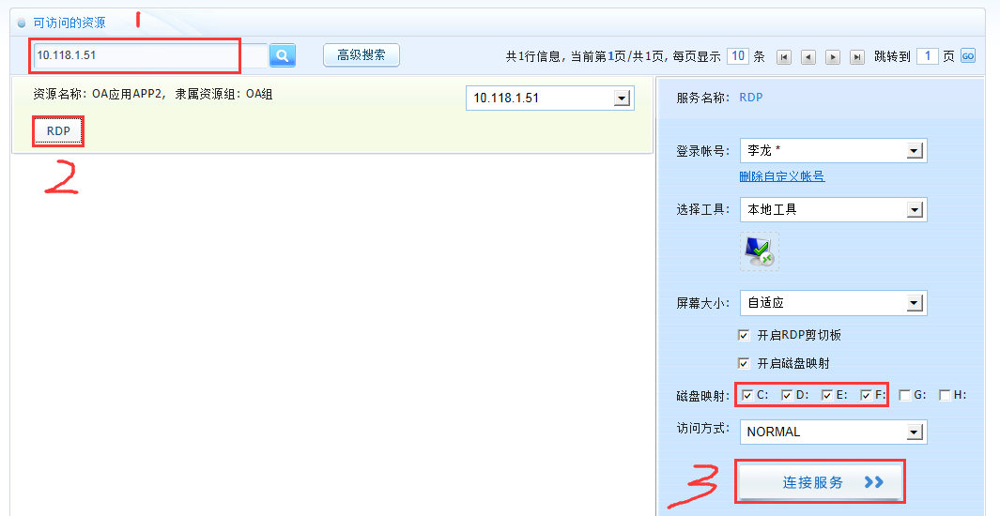 可访问的资源 1
10.118.1.51 高级搜索 共1行信息, 当前第1页/共1页, 每页显示 10 条 跳转到 1 页 GO
资源名称: OA应用APP2, 隶属资源组: OA组 10.118.1.51
RDP
2
服务名称: RDP
登录帐号: 李龙 *
删除自定义帐号
选择工具: 本地工具
屏幕大小: 自适应
开启RDP剪切板
开启磁盘映射
磁盘映射: C: D: E: F: G: H:
访问方式: NORMAL
3 连接服务